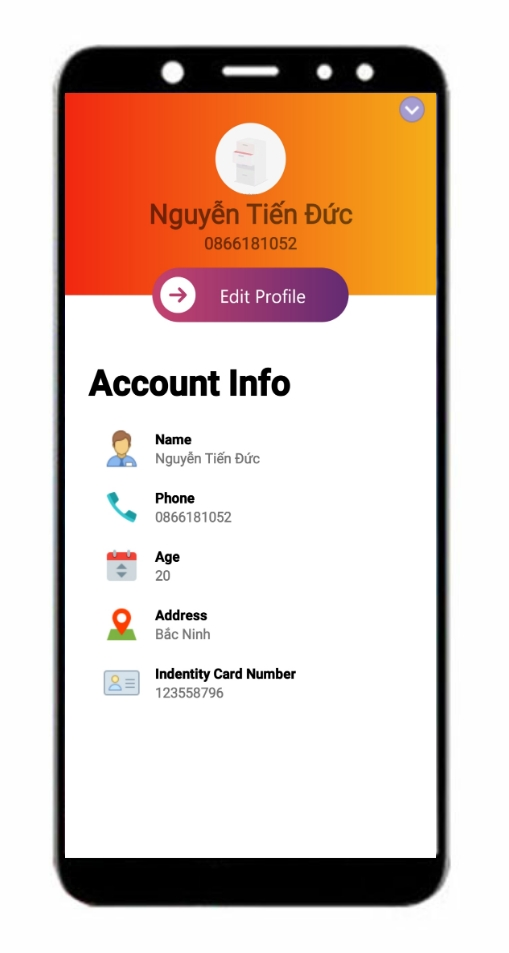 Nguyễn Tiến Đức
0866181052
Edit Profile
Account Info
Name
Nguyễn Tiến Đức
Phone
0866181052
Age
20
Address
Bắc Ninh
Indentity Card Number
123558796